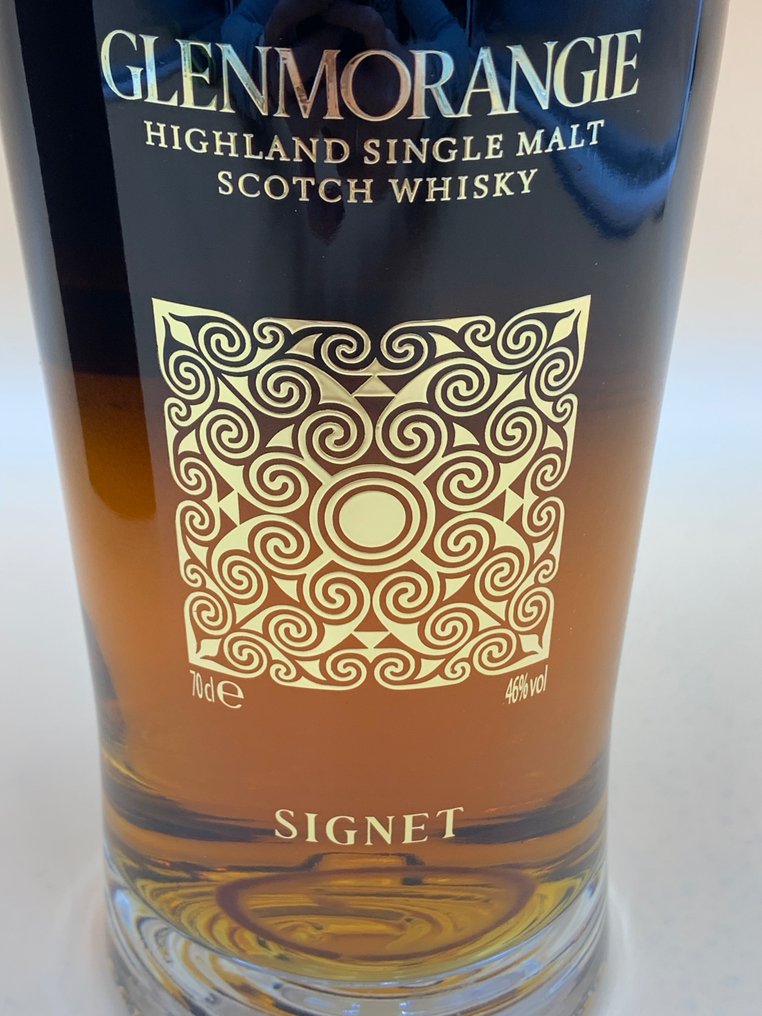 GLENMORANGIE
HIGHLAND SINGLE MALT
SCOTCH WHISKY
70cl e 46% vol
SIGNET